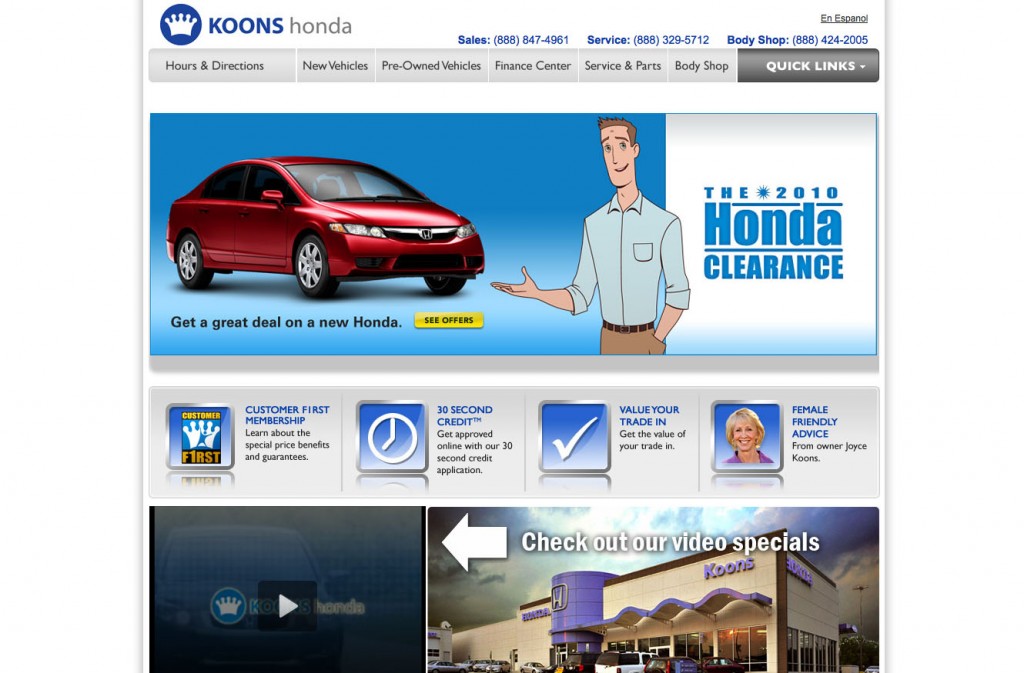 KOONS honda
En Espanol
Sales: (888) 847-4961 Service: (888) 329-5712 Body Shop: (888) 424-2005
Hours & Directions New Vehicles Pre-Owned Vehicles Finance Center Service & Parts Body Shop QUICK LINKS
THE 2010
Honda
CLEARANCE
Get a great deal on a new Honda. SEE OFFERS
CUSTOMER
F1RST
CUSTOMER F1RST
MEMBERSHIP
Learn about the
special price benefits
and guarantees.
30 SECOND
CREDIT™
Get approved
online with our 30
second credit
application.
VALUE YOUR
TRADE IN
Get the value of
your trade in.
FEMALE
FRIENDLY
ADVICE
From owner Joyce
Koons.
KOONS honda
Check out our video specials
Koons HONDA
HONDA